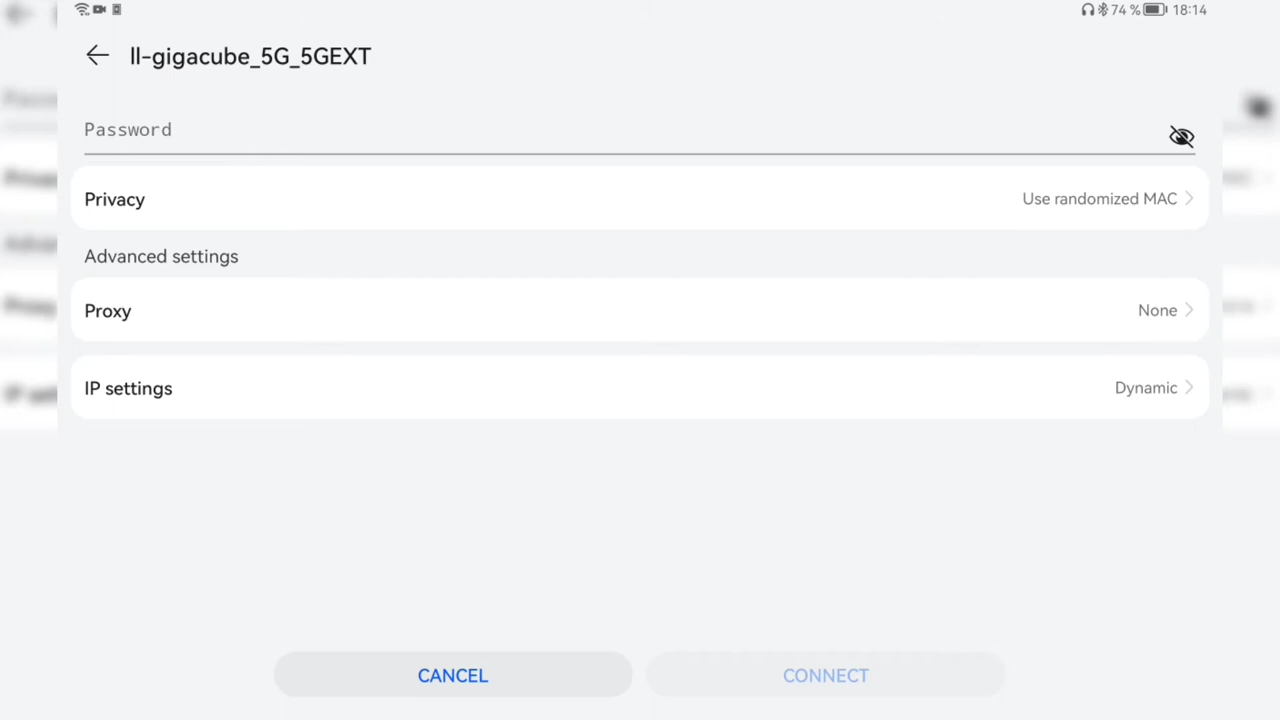 74 % 18:14
ll-gigacube_5G_5GEXT
Password
Privacy Use randomized MAC
Advanced settings
Proxy None
IP settings Dynamic
CANCEL CONNECT